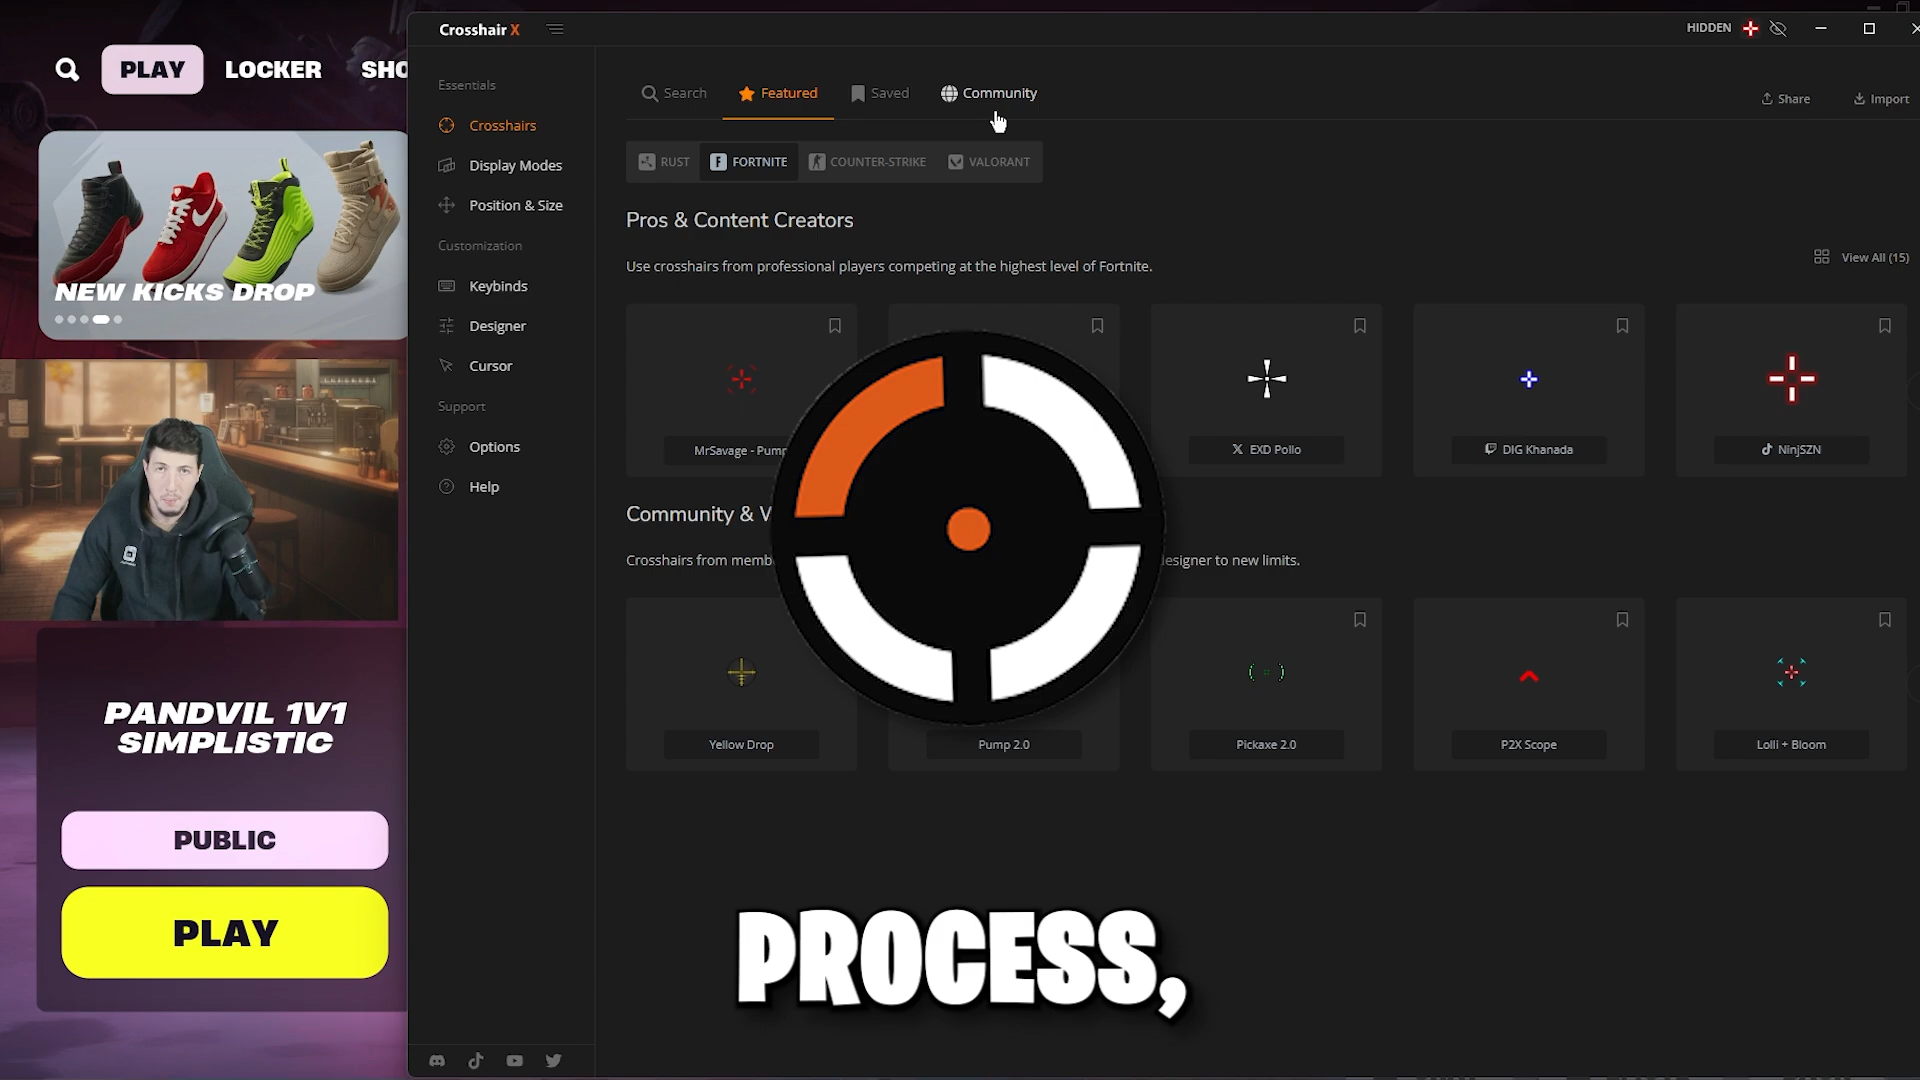 PLAY
LOCKER
SHO
NEW KICKS DROP
PANDVIL 1V1
SIMPLISTIC
PUBLIC
PLAY
Crosshair X
HIDDEN
Essentials
Crosshairs
Display Modes
Position & Size
Customization
Keybinds
Designer
Cursor
Support
Options
Help
Search
Featured
Saved
Community
Share
Import
RUST
FORTNITE
COUNTER-STRIKE
VALORANT
Pros & Content Creators
Use crosshairs from professional players competing at the highest level of Fortnite.
View All (15)
MrSavage - Pump
EXD Pollo
DIG Khanada
NinjSZN
Community & V
Crosshairs from memb
esigner to new limits.
Yellow Drop
Pump 2.0
Pickaxe 2.0
P2X Scope
Lolli + Bloom
PROCESS,